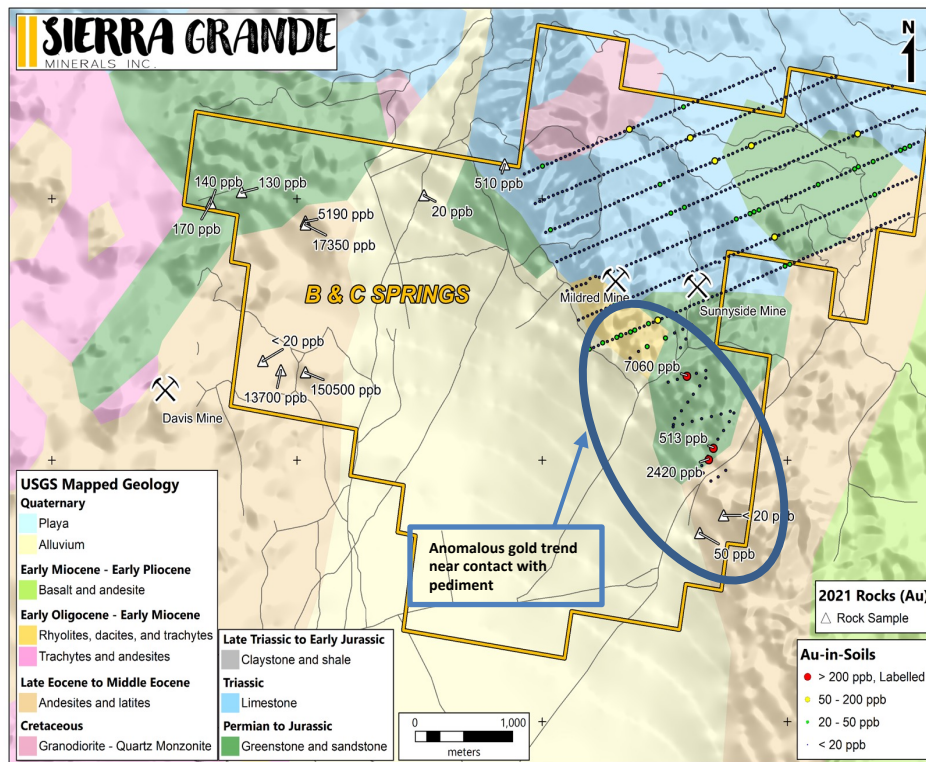 SIERRA GRANDE
MINERALS INC.
N
140 ppb
130 ppb
170 ppb
5190 ppb
17350 ppb
20 ppb
510 ppb
B & C SPRINGS
Mildred Mine
Sunnyside Mine
< 20 ppb
13700 ppb
150500 ppb
Davis Mine
7060 ppb
513 ppb
2420 ppb
< 20 ppb
50 ppb
Anomalous gold trend
near contact with
pediment
USGS Mapped Geology
Quaternary
Playa
Alluvium
Early Miocene - Early Pliocene
Basalt and andesite
Early Oligocene - Early Miocene
Rhyolites, dacites, and trachytes
Trachytes and andesites
Late Eocene to Middle Eocene
Andesites and latites
Cretaceous
Granodiorite - Quartz Monzonite
Late Triassic to Early Jurassic
Claystone and shale
Triassic
Limestone
Permian to Jurassic
Greenstone and sandstone
0 1,000
meters
2021 Rocks (Au)
Rock Sample
Au-in-Soils
> 200 ppb, Labelled
50 - 200 ppb
20 - 50 ppb
< 20 ppb